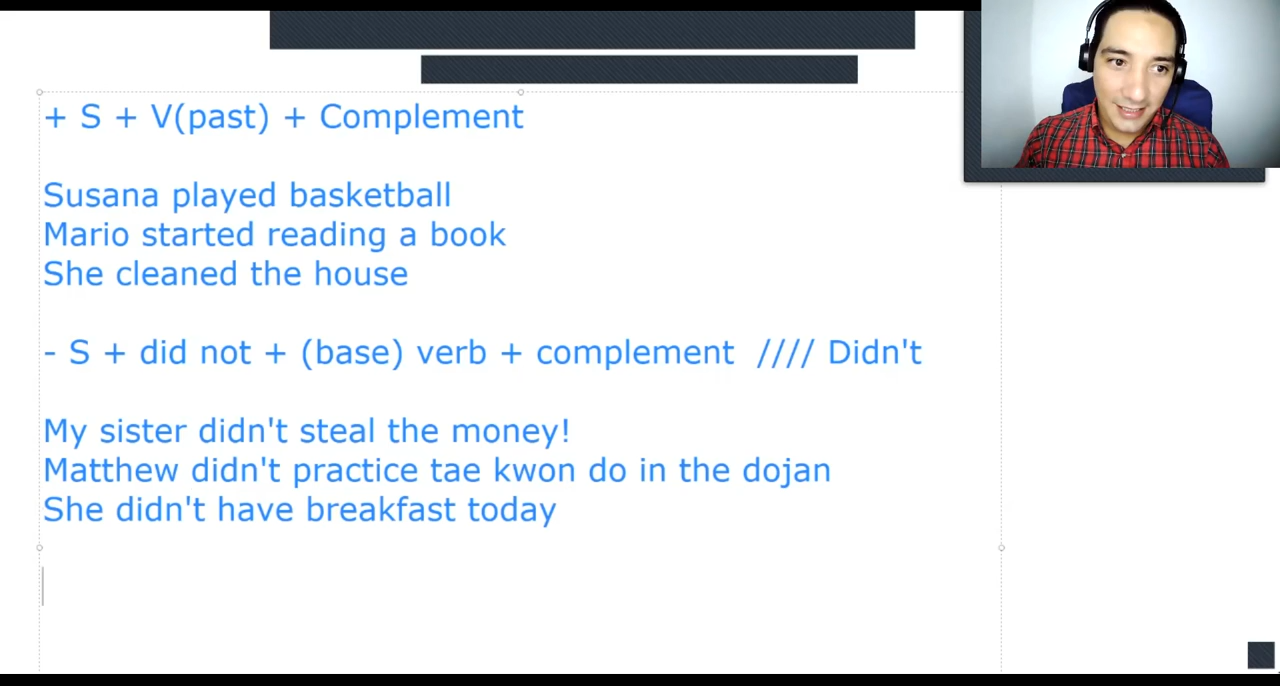 + S + V(past) + Complement
Susana played basketball
Mario started reading a book
She cleaned the house
- S + did not + (base) verb + complement //// Didn't
My sister didn't steal the money!
Matthew didn't practice tae kwon do in the dojan
She didn't have breakfast today